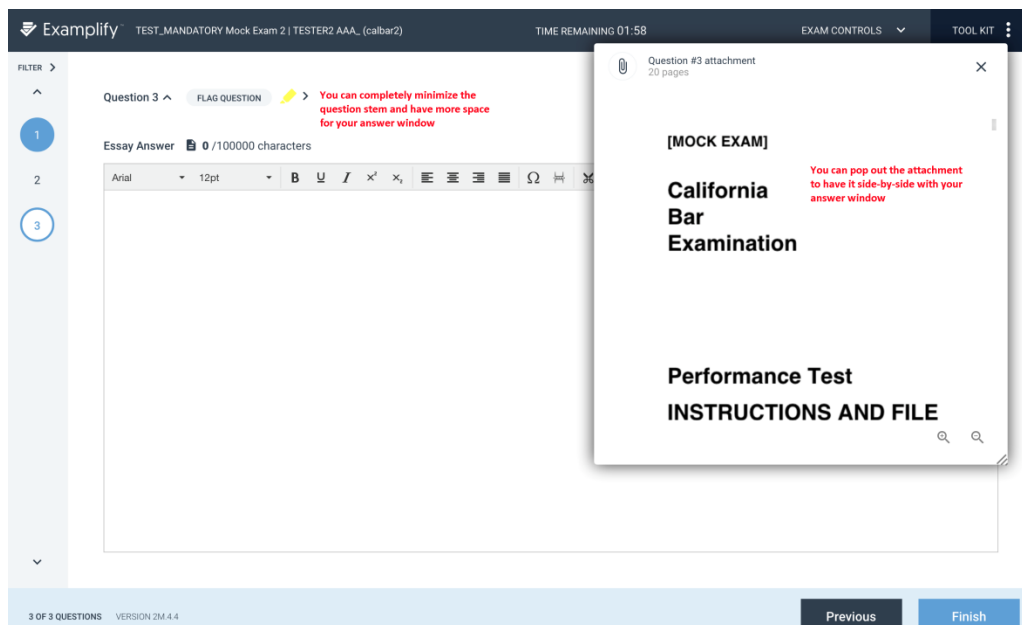 Examplify TEST_MANDATORY Mock Exam 2 | TESTER2 AAA_ (calbar2) TIME REMAINING 01:58 EXAM CONTROLS TOOL KIT
FILTER
1
2
3
Question 3 FLAG QUESTION
You can completely minimize the
question stem and have more space
for your answer window
Essay Answer 0 /100000 characters
Arial 12pt B U I x² x₂ Ω
Question #3 attachment
20 pages
[MOCK EXAM]
California
Bar
Examination
You can pop out the attachment
to have it side-by-side with your
answer window
Performance Test
INSTRUCTIONS AND FILE
3 OF 3 QUESTIONS VERSION 2M.4.4
Previous Finish